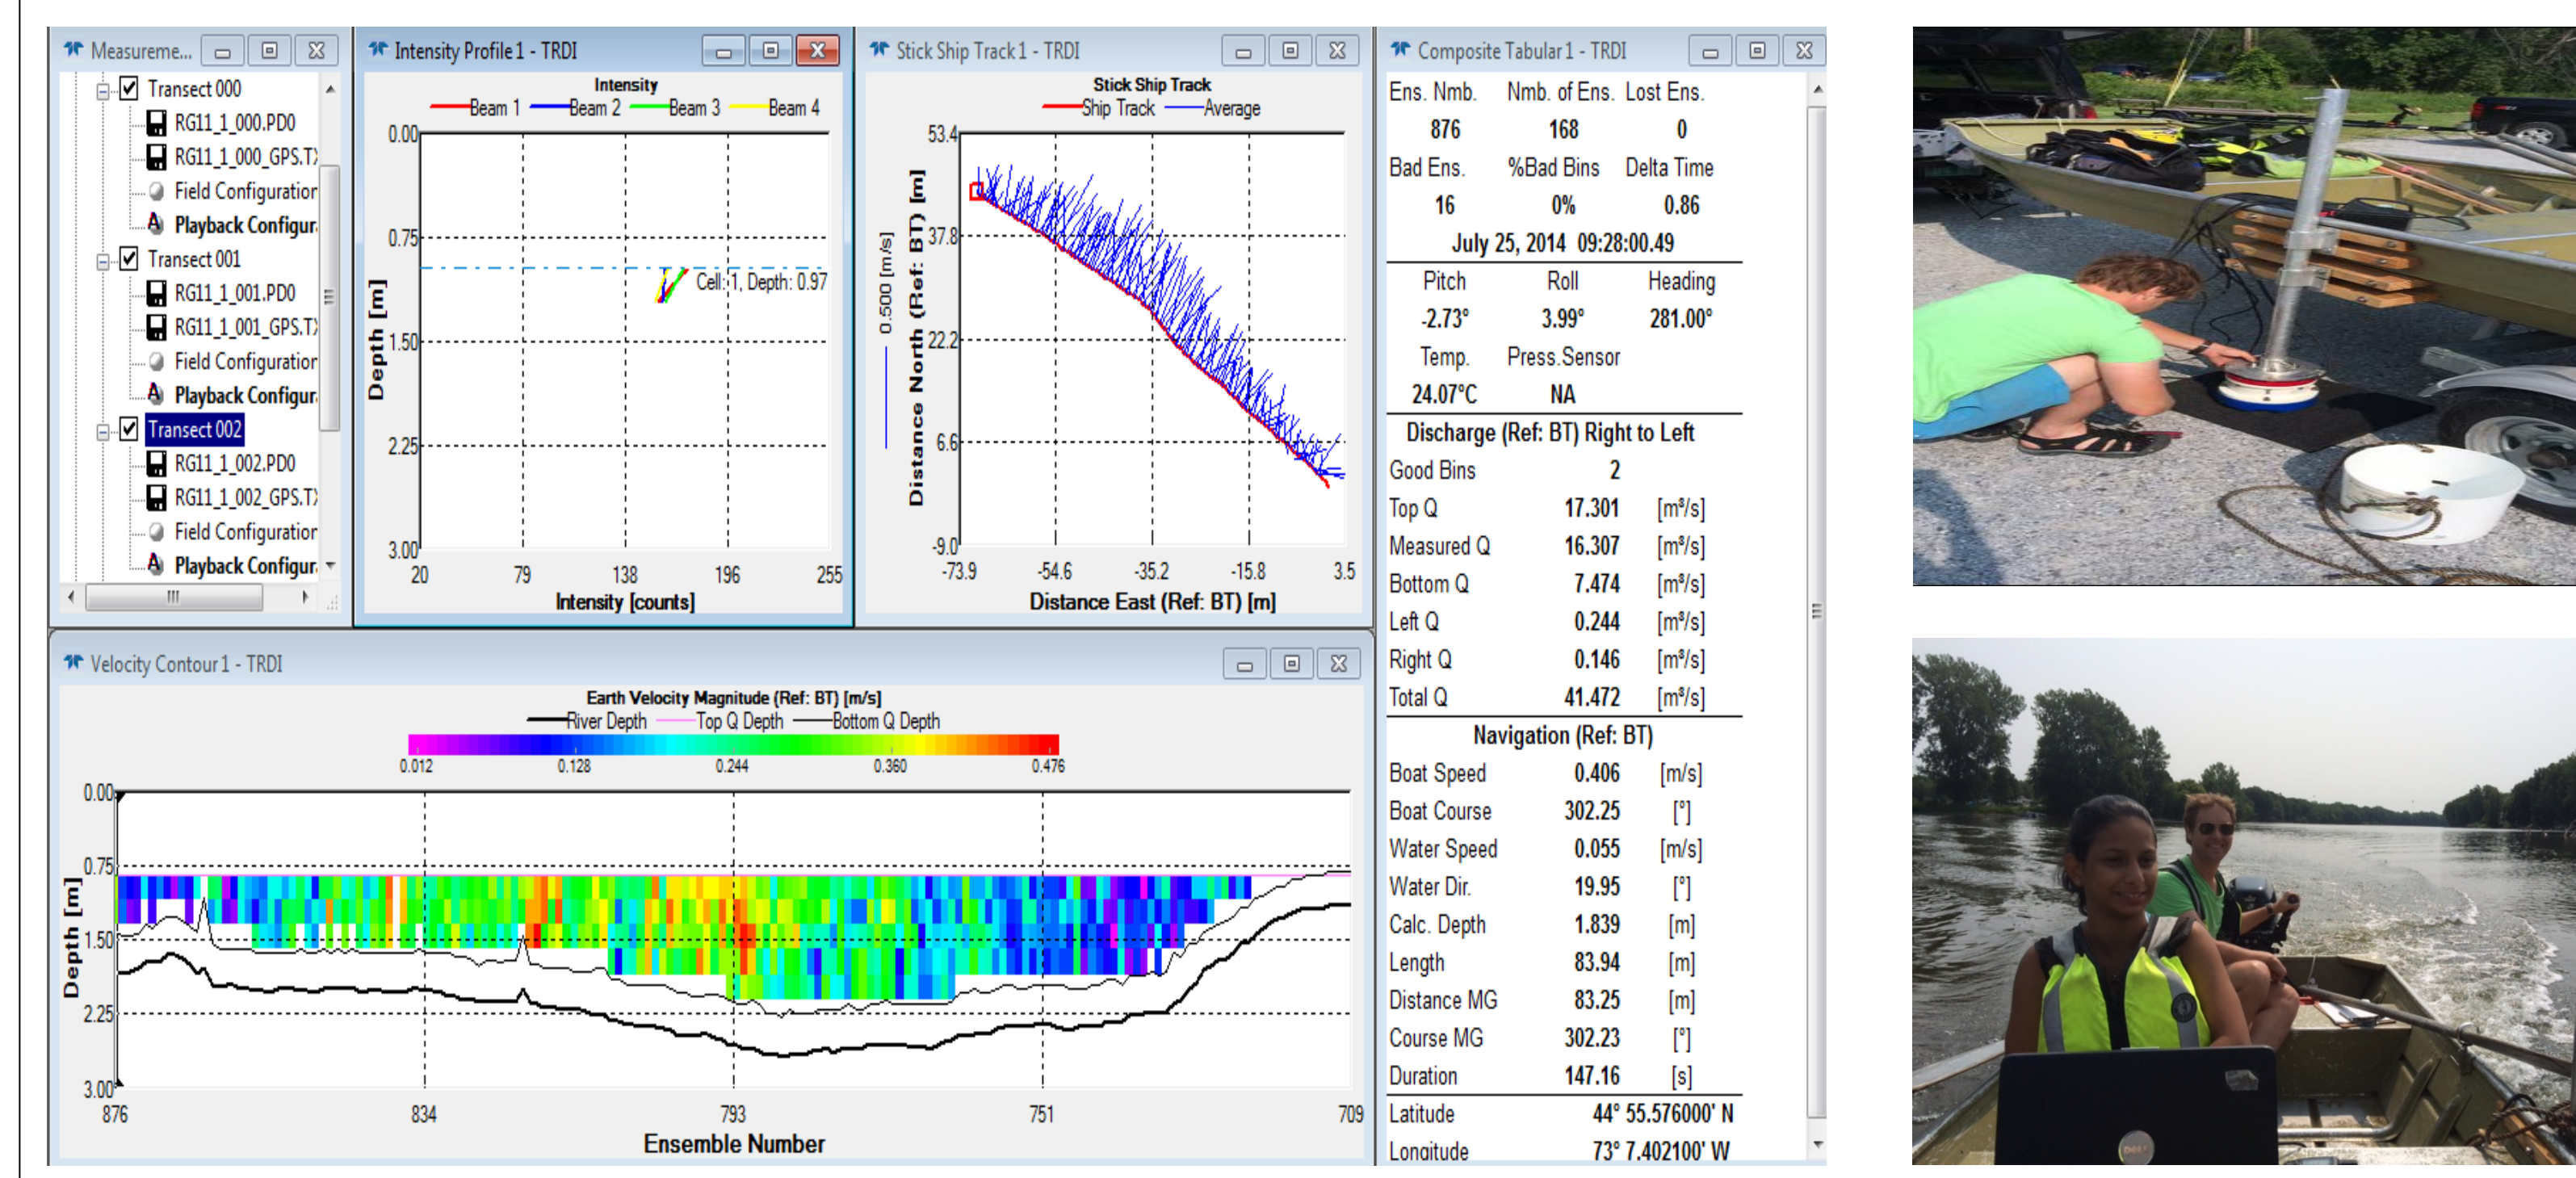 Measureme...
Transect 000
RG11_1_000.PD0
RG11_1_000_GPS.T
Field Configuration
Playback Configur
Transect 001
RG11_1_001.PD0
RG11_1_001_GPS.T
Field Configuration
Playback Configur
Transect 002
RG11_1_002.PD0
RG11_1_002_GPS.T
Field Configuration
Playback Configur
Intensity Profile 1 - TRDI
Intensity
Beam 1 Beam 2 Beam 3 Beam 4
0.00
0.75
Cell: 1, Depth: 0.97
1.50
2.25
3.00
Depth [m]
20 79 138 196 255
Intensity [counts]
Stick Ship Track 1 - TRDI
Stick Ship Track
Ship Track Average
53.4
37.8
22.2
6.6
-9.0
0.500 [m/s]
Distance North (Ref: BT) [m]
-73.9 -54.6 -35.2 -15.8 3.5
Distance East (Ref: BT) [m]
Composite Tabular 1 - TRDI
Ens. Nmb. Nmb. of Ens. Lost Ens.
876 168 0
Bad Ens. %Bad Bins Delta Time
16 0% 0.86
July 25, 2014 09:28:00.49
Pitch Roll Heading
-2.73° 3.99° 281.00°
Temp. Press.Sensor
24.07°C NA
Discharge (Ref: BT) Right to Left
Good Bins 2
Top Q 17.301 [m³/s]
Measured Q 16.307 [m³/s]
Bottom Q 7.474 [m³/s]
Left Q 0.244 [m³/s]
Right Q 0.146 [m³/s]
Total Q 41.472 [m³/s]
Navigation (Ref: BT)
Boat Speed 0.406 [m/s]
Boat Course 302.25 [°]
Water Speed 0.055 [m/s]
Water Dir. 19.95 [°]
Calc. Depth 1.839 [m]
Length 83.94 [m]
Distance MG 83.25 [m]
Course MG 302.23 [°]
Duration 147.16 [s]
Latitude 44° 55.576000' N
Longitude 73° 7.402100' W
Velocity Contour 1 - TRDI
Earth Velocity Magnitude (Ref: BT) [m/s]
River Depth Top Q Depth Bottom Q Depth
0.012 0.128 0.244 0.360 0.476
0.00
0.75
1.50
2.25
3.00
Depth [m]
876 834 793 751 709
Ensemble Number
DELL